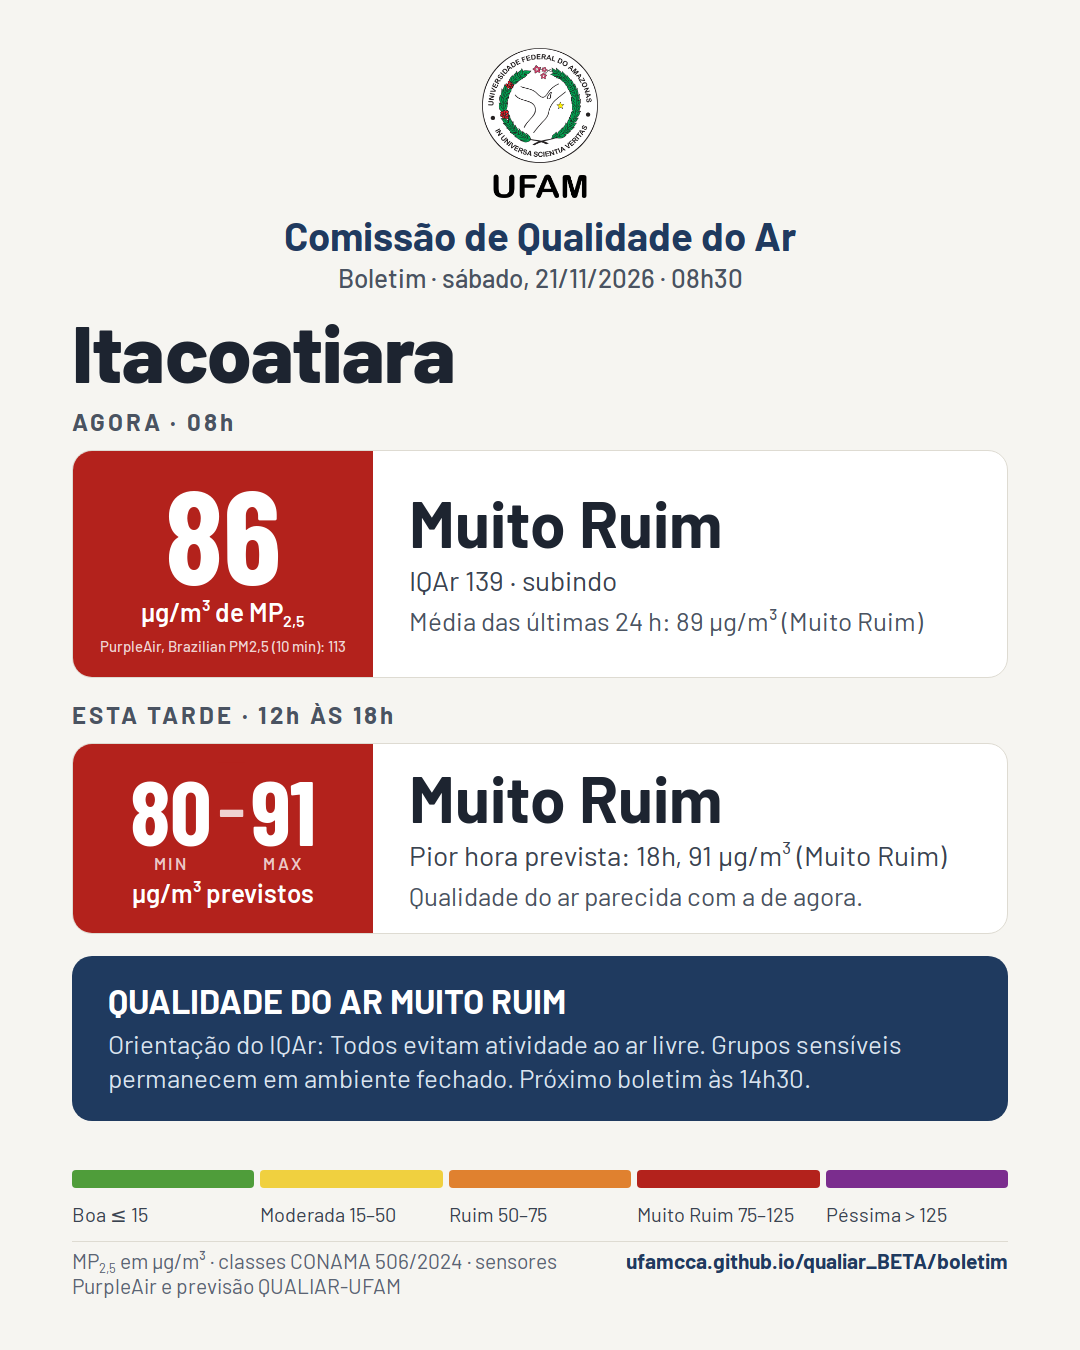 UNIVERSIDADE FEDERAL DO AMAZONAS
IN UNIVERSA SCIENTIA VERITAS
UFAM
Comissão de Qualidade do Ar
Boletim · sábado, 21/11/2026 · 08h30
Itacoatiara
AGORA · 08h
86
µg/m³ de MP2,5
PurpleAir, Brazilian PM2,5 (10 min): 113
Muito Ruim
IQAr 139 · subindo
Média das últimas 24 h: 89 µg/m³ (Muito Ruim)
ESTA TARDE · 12h ÀS 18h
80-91
MIN MAX
µg/m³ previstos
Muito Ruim
Pior hora prevista: 18h, 91 µg/m³ (Muito Ruim)
Qualidade do ar parecida com a de agora.
QUALIDADE DO AR MUITO RUIM
Orientação do IQAr: Todos evitam atividade ao ar livre. Grupos sensíveis
permanecem em ambiente fechado. Próximo boletim às 14h30.
Boa ≤ 15
Moderada 15–50
Ruim 50–75
Muito Ruim 75–125
Péssima > 125
MP2,5 em µg/m³ · classes CONAMA 506/2024 · sensores
PurpleAir e previsão QUALIAR-UFAM
ufamcca.github.io/qualiar_BETA/boletim